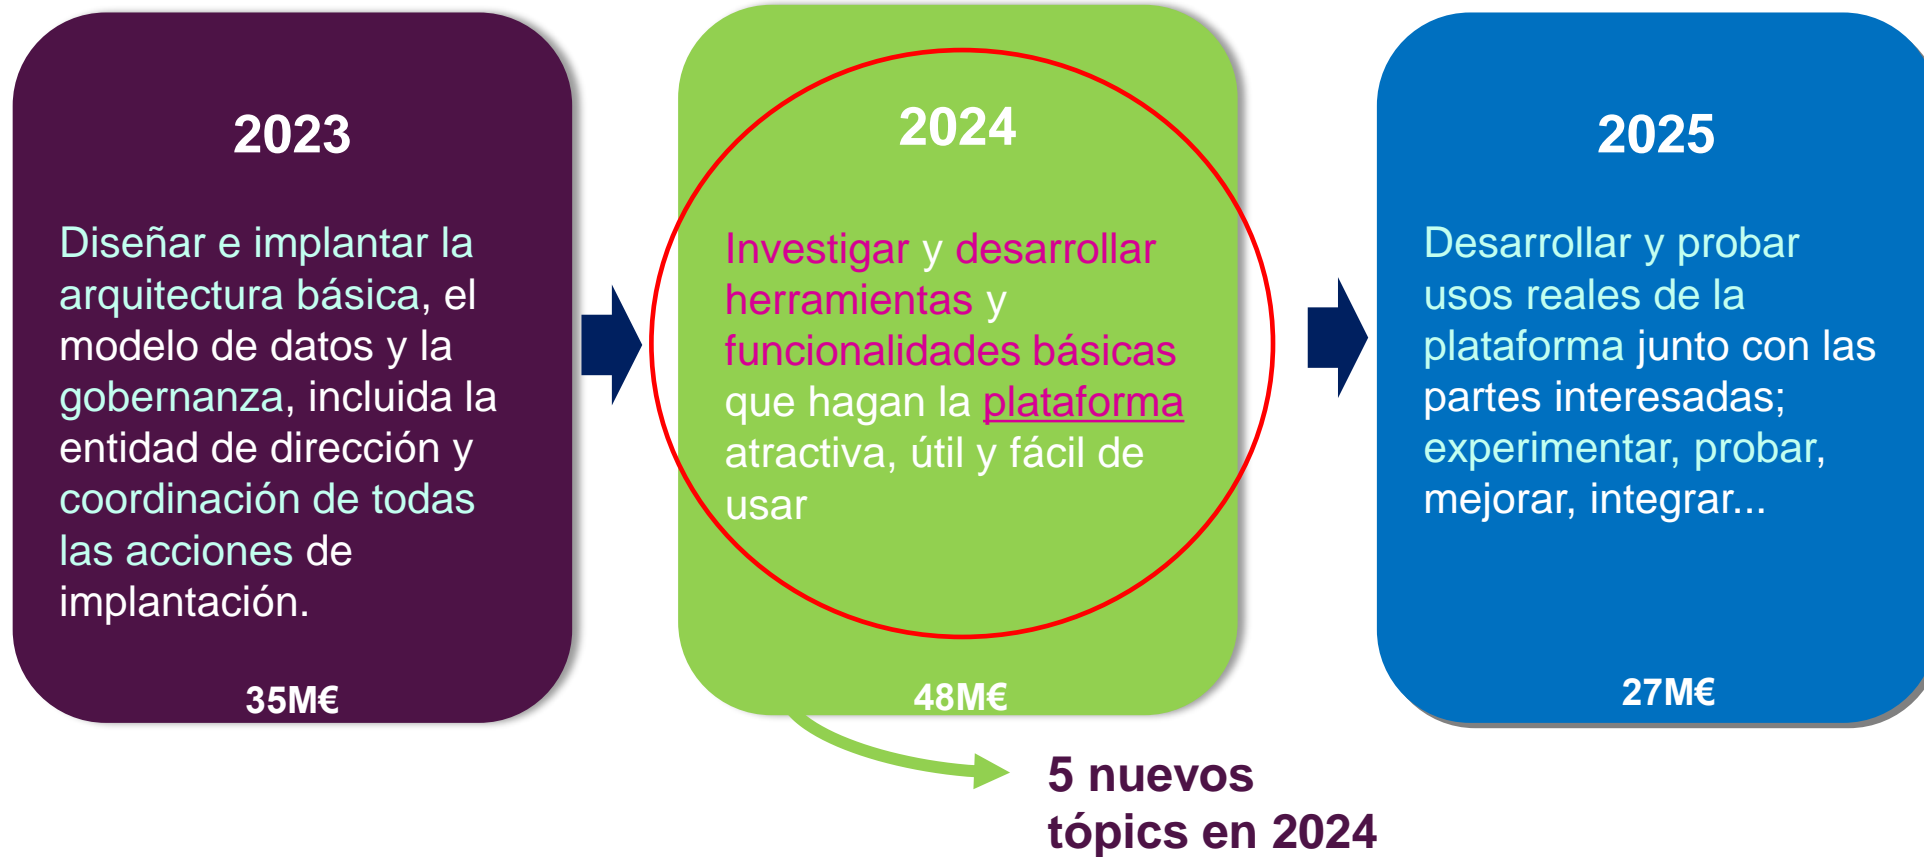 2023
Diseñar e implantar la
arquitectura básica, el
modelo de datos y la
gobernanza, incluida la
entidad de dirección y
coordinación de todas
las acciones de
implantación.
35M€
2024
Investigar y desarrollar
herramientas y
funcionalidades básicas
que hagan la plataforma
atractiva, útil y fácil de
usar
48M€
5 nuevos
tópics en 2024
2025
Desarrollar y probar
usos reales de la
plataforma junto con las
partes interesadas;
experimentar, probar,
mejorar, integrar...
27M€